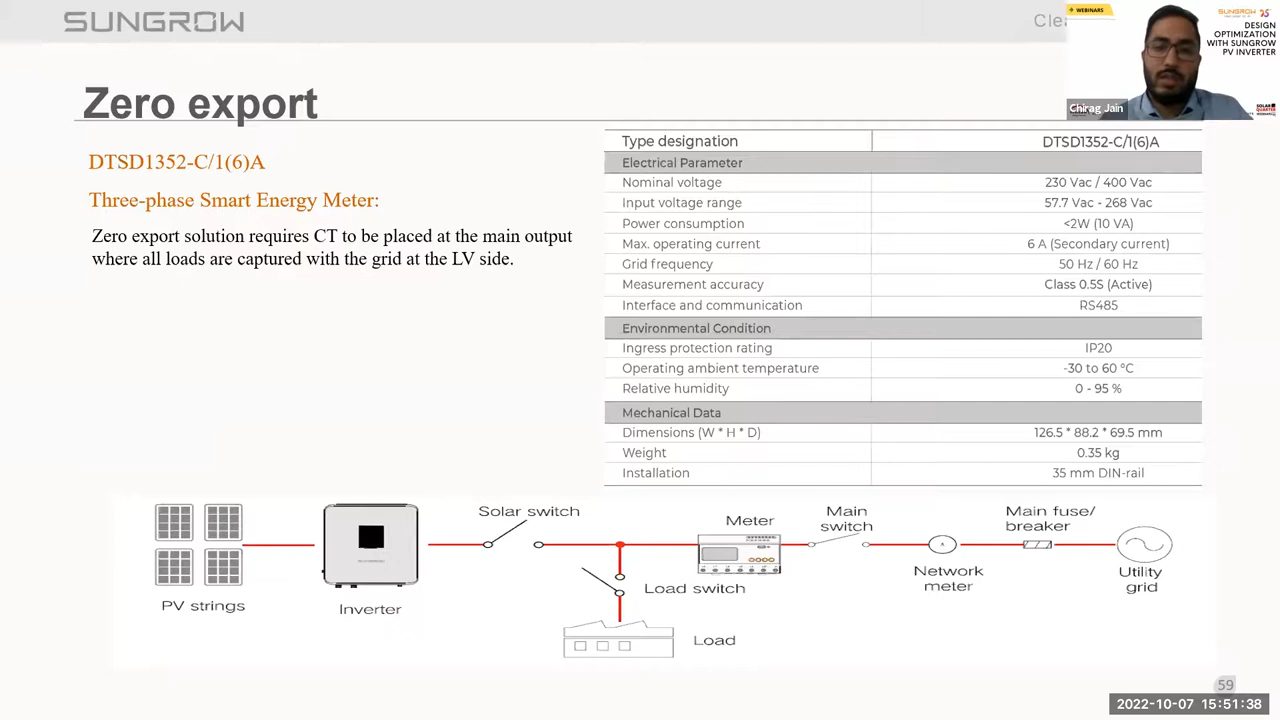 SUNGROW
Clea
WEBINARS
SUNGROW
DESIGN
OPTIMIZATION
WITH SUNGROW
PV INVERTER
Chirag Jain
SOLAR
QUARTER
Zero export
DTSD1352-C/1(6)A
Three-phase Smart Energy Meter:
Zero export solution requires CT to be placed at the main output
where all loads are captured with the grid at the LV side.
Type designation DTSD1352-C/1(6)A
Electrical Parameter
Nominal voltage 230 Vac / 400 Vac
Input voltage range 57.7 Vac - 268 Vac
Power consumption <2W (10 VA)
Max. operating current 6 A (Secondary current)
Grid frequency 50 Hz / 60 Hz
Measurement accuracy Class 0.5S (Active)
Interface and communication RS485
Environmental Condition
Ingress protection rating IP20
Operating ambient temperature -30 to 60 °C
Relative humidity 0 - 95 %
Mechanical Data
Dimensions (W * H * D) 126.5 * 88.2 * 69.5 mm
Weight 0.35 kg
Installation 35 mm DIN-rail
Solar switch
Meter
Main
switch
Main fuse/
breaker
Load switch
Network
meter
Utility
grid
PV strings
Inverter
Load
59
2022-10-07 15:51:38